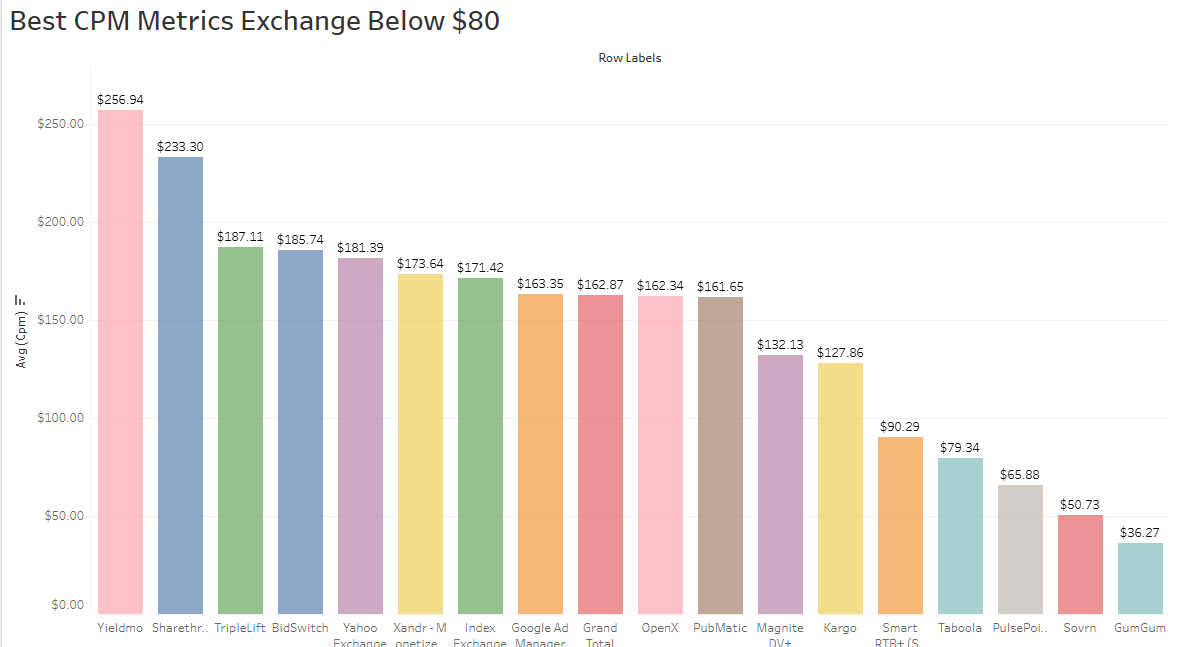 Best CPM Metrics Exchange Below $80
Row Labels
$256.94
$233.30
$187.11
$185.74
$181.39
$173.64
$171.42
$163.35
$162.87
$162.34
$161.65
$132.13
$127.86
$90.29
$79.34
$65.88
$50.73
$36.27
$250.00
$200.00
$150.00
$100.00
$50.00
$0.00
Avg (Cpm)
Yieldmo
Sharethr..
TripleLift
BidSwitch
Yahoo
Exchange
Xandr - M
onetize
Index
Exchange
Google Ad
Manager
Grand
Total
OpenX
PubMatic
Magnite
DV+
Kargo
Smart
RTB+ (S
Taboola
PulsePoi..
Sovrn
GumGum